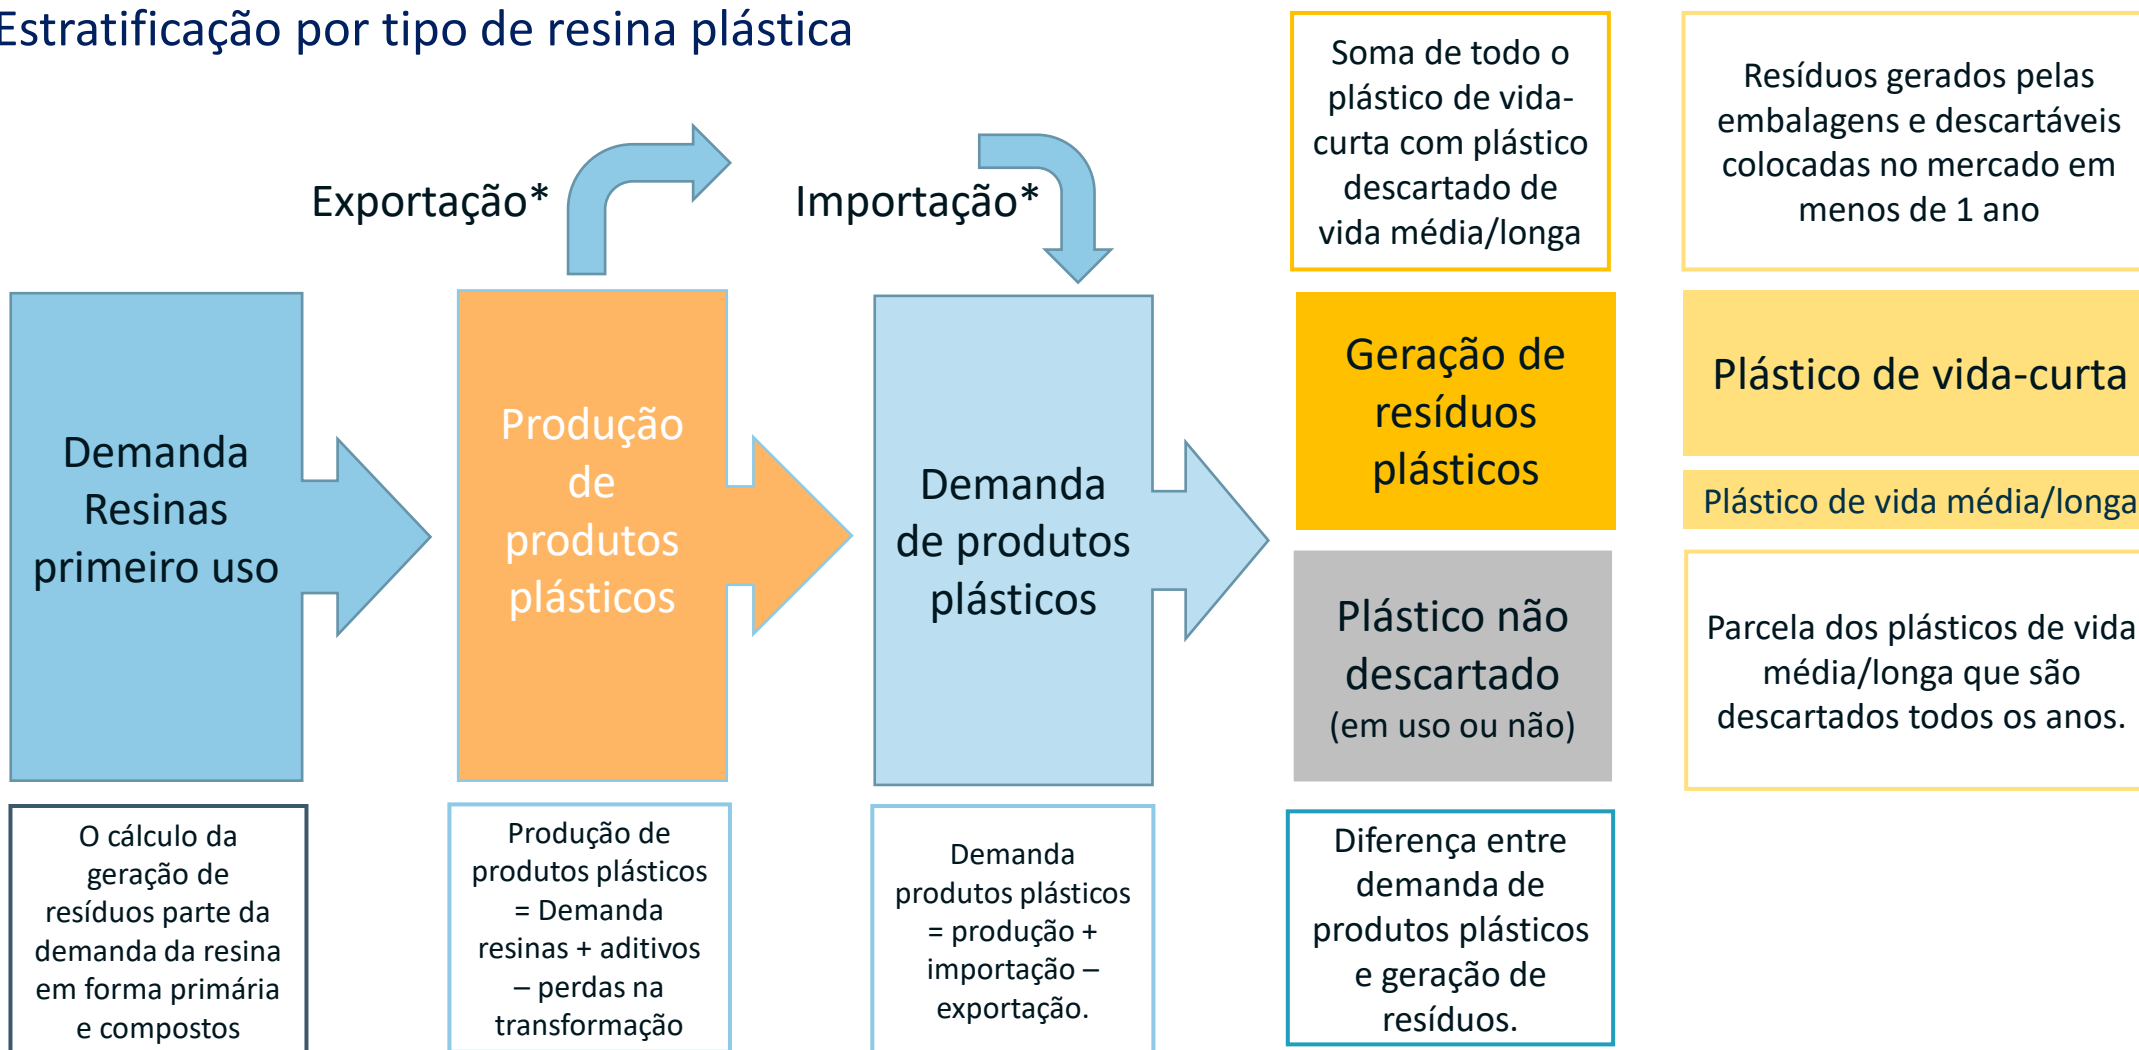 Estratificação por tipo de resina plástica
Exportação*
Importação*
Demanda
Resinas
primeiro uso
Produção
de
produtos
plásticos
Demanda
de produtos
plásticos
O cálculo da
geração de
resíduos parte da
demanda da resina
em forma primária
e compostos
Produção de
produtos plásticos
= Demanda
resinas + aditivos
– perdas na
transformação
Demanda
produtos plásticos
= produção +
importação –
exportação.
Soma de todo o
plástico de vida-
curta com plástico
descartado de
vida média/longa
Geração de
resíduos
plásticos
Plástico não
descartado
(em uso ou não)
Diferença entre
demanda de
produtos plásticos
e geração de
resíduos.
Resíduos gerados pelas
embalagens e descartáveis
colocadas no mercado em
menos de 1 ano
Plástico de vida-curta
Plástico de vida média/longa
Parcela dos plásticos de vida
média/longa que são
descartados todos os anos.